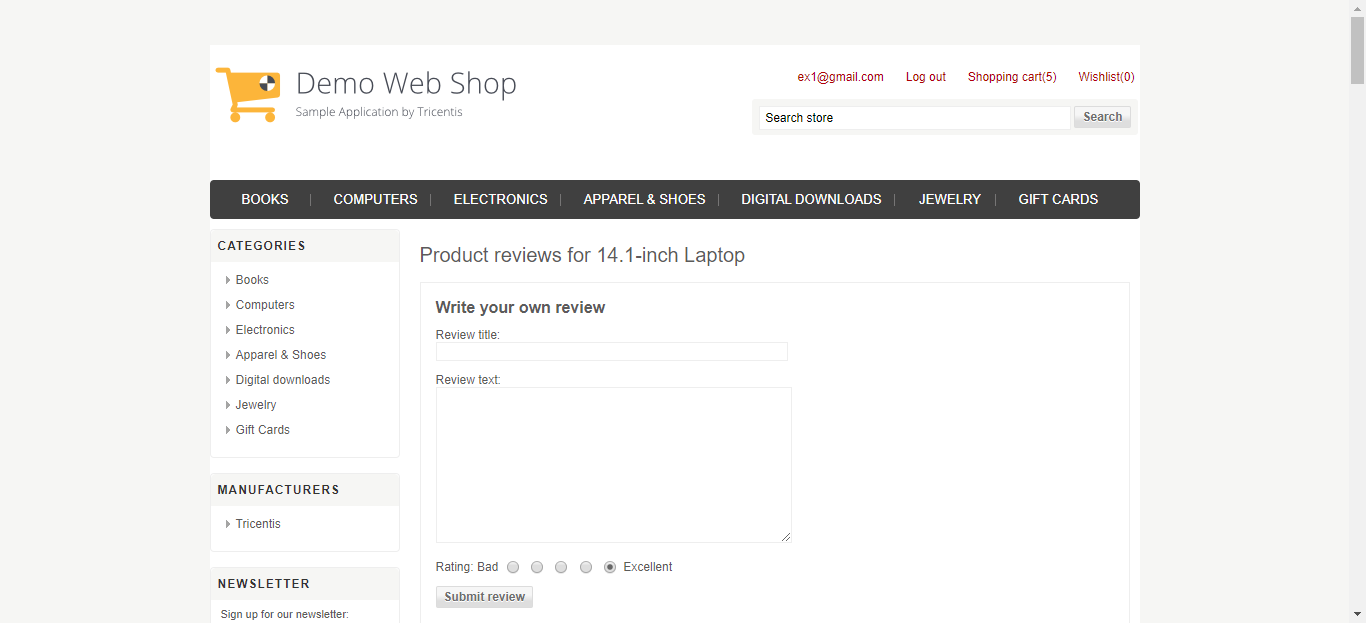 Demo Web Shop
Sample Application by Tricentis
ex1@gmail.com Log out Shopping cart(5) Wishlist(0)
Search store Search
BOOKS COMPUTERS ELECTRONICS APPAREL & SHOES DIGITAL DOWNLOADS JEWELRY GIFT CARDS
CATEGORIES
Books
Computers
Electronics
Apparel & Shoes
Digital downloads
Jewelry
Gift Cards
MANUFACTURERS
Tricentis
NEWSLETTER
Sign up for our newsletter:
Product reviews for 14.1-inch Laptop
Write your own review
Review title:
Review text:
Rating: Bad Excellent
Submit review